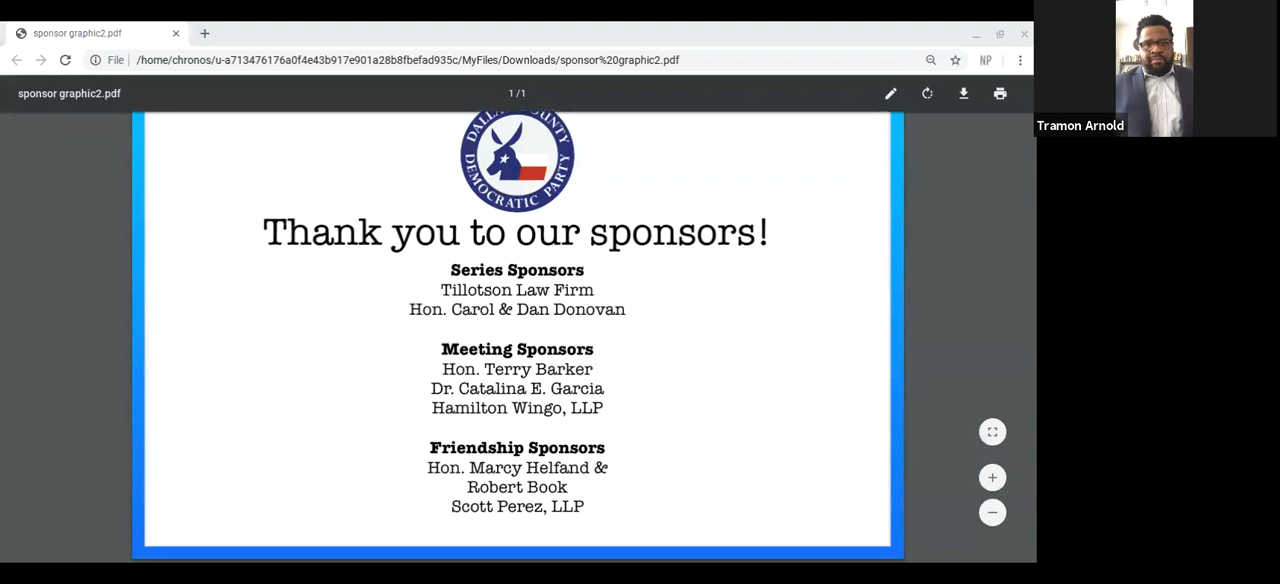 sponsor graphic2.pdf
File
/home/chronos/u-a713476176a0f4e43b917e901a28b8fbefad935c/MyFiles/Downloads/sponsor%20graphic2.pdf
NP
sponsor graphic2.pdf
1 / 1
Tramon Arnold
DEMOCRATIC PARTY
Thank you to our sponsors!
Series Sponsors
Tillotson Law Firm
Hon. Carol & Dan Donovan
Meeting Sponsors
Hon. Terry Barker
Dr. Catalina E. Garcia
Hamilton Wingo, LLP
Friendship Sponsors
Hon. Marcy Helfand &
Robert Book
Scott Perez, LLP